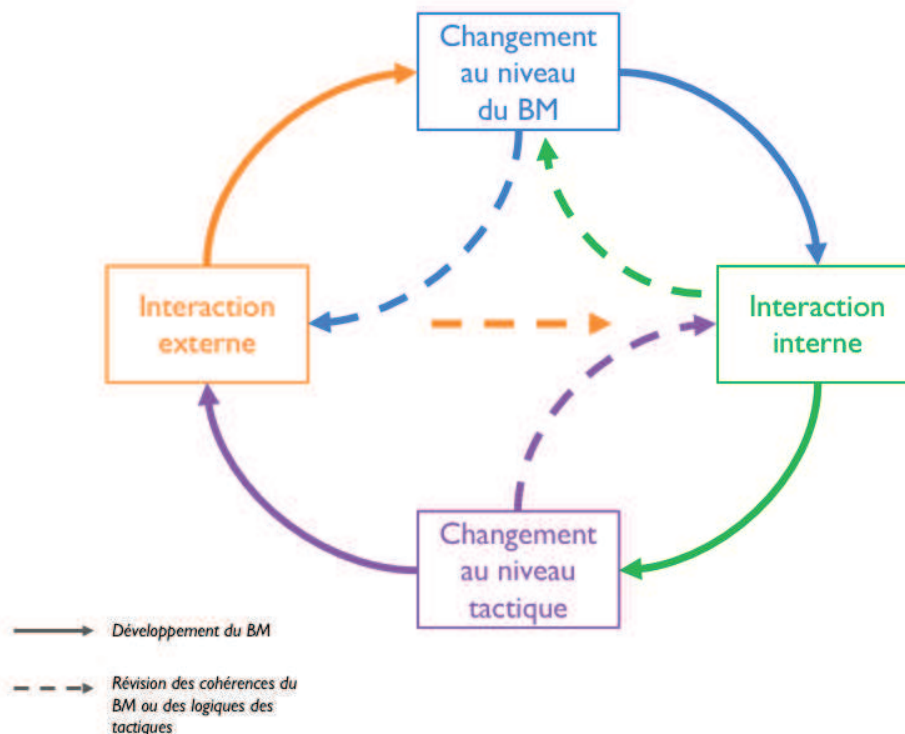 Changement
au niveau
du BM
Interaction
externe
Interaction
interne
Changement
au niveau
tactique
Développement du BM
Révision des cohérences du
BM ou des logiques des
tactiques